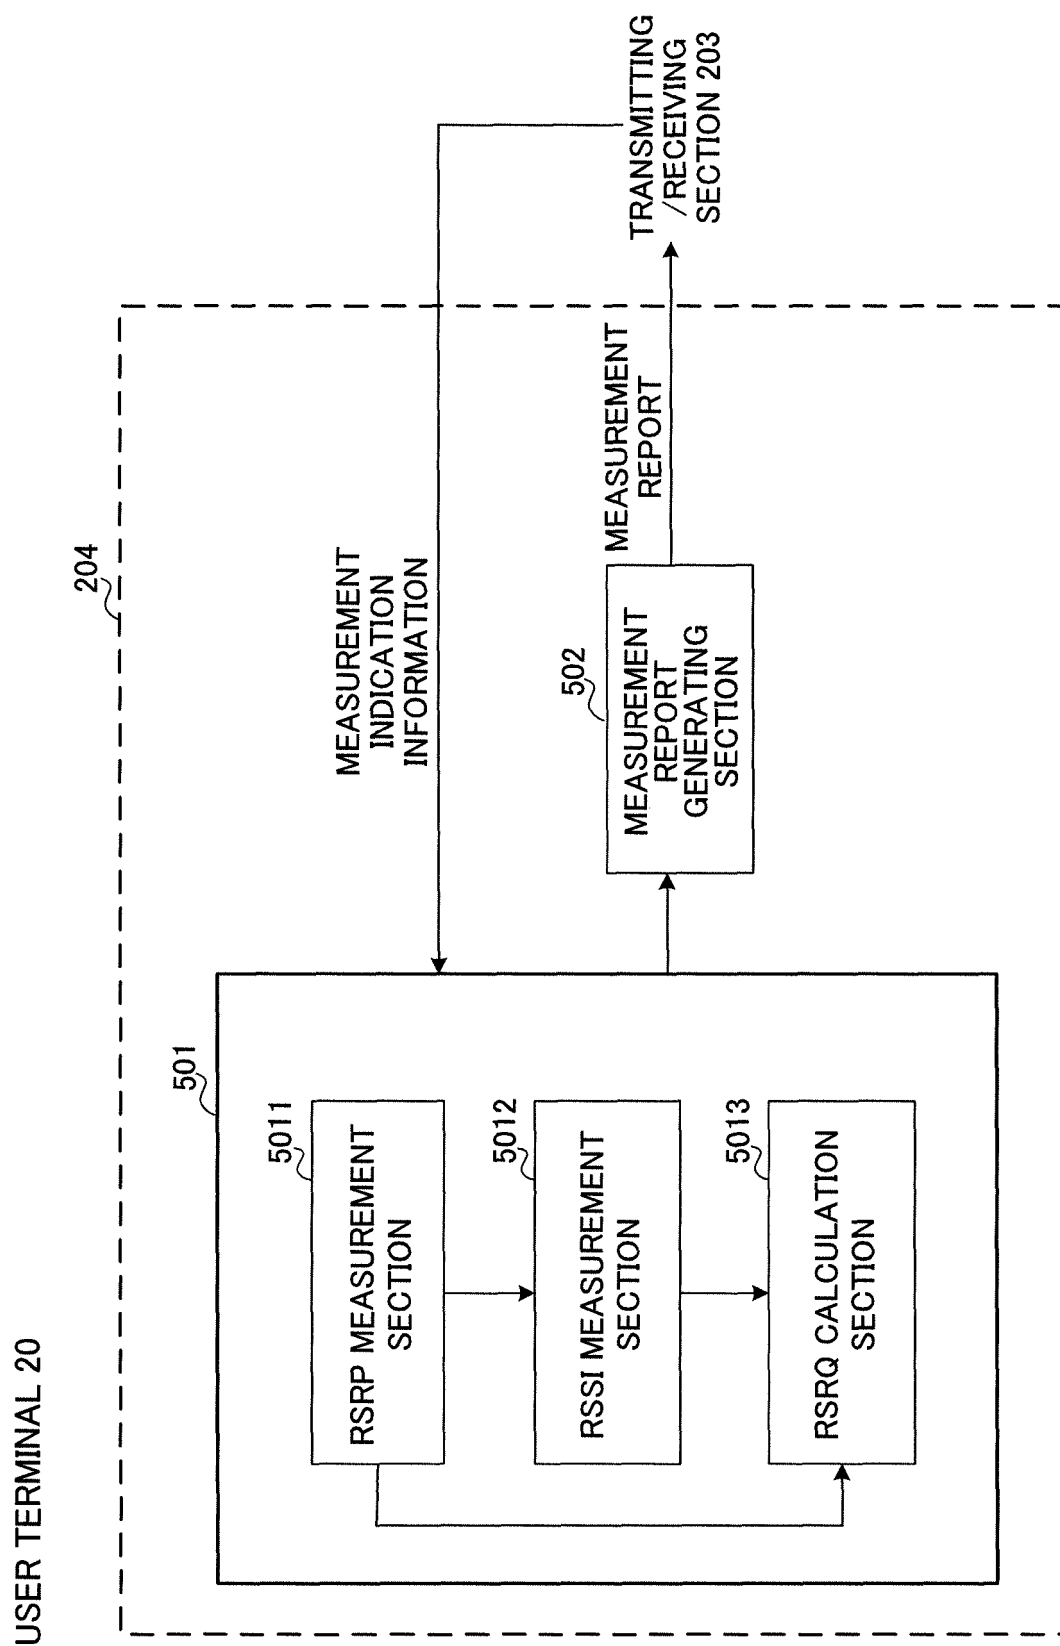 USER TERMINAL 20
204
501
5011
RSRP MEASUREMENT
SECTION
5012
RSSI MEASUREMENT
SECTION
5013
RSRQ CALCULATION
SECTION
MEASUREMENT
INDICATION
INFORMATION
502
MEASUREMENT
REPORT
GENERATING
SECTION
MEASUREMENT
REPORT
TRANSMITTING
/RECEIVING
SECTION 203